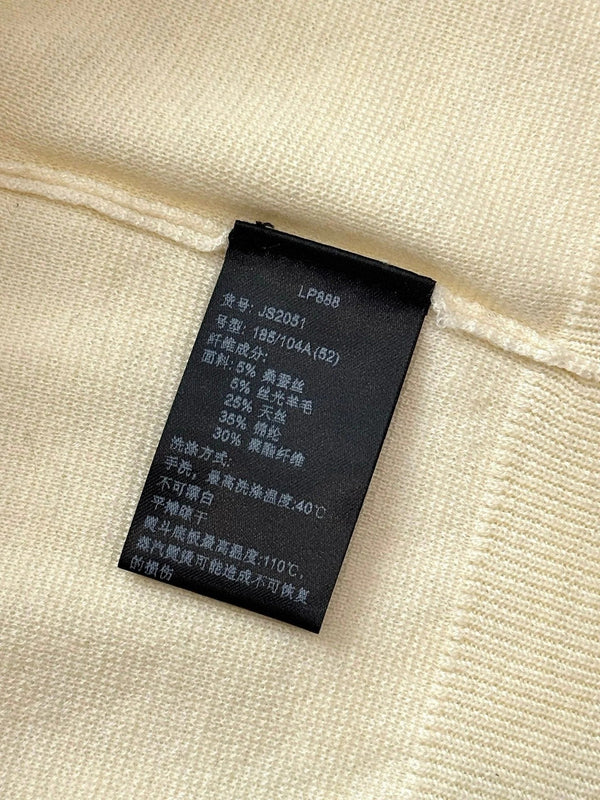 LP888
货号: JS2051
号型: 185/104A(52)
纤维成分:
面料: 5% 桑蚕丝
5% 丝光羊毛
25% 天丝
35% 锦纶
30% 聚酯纤维
洗涤方式:
手洗，最高洗涤温度:40℃
不可漂白
平摊晾干
熨斗底板最高温度:110℃，
蒸汽熨烫可能造成不可恢复
的损伤